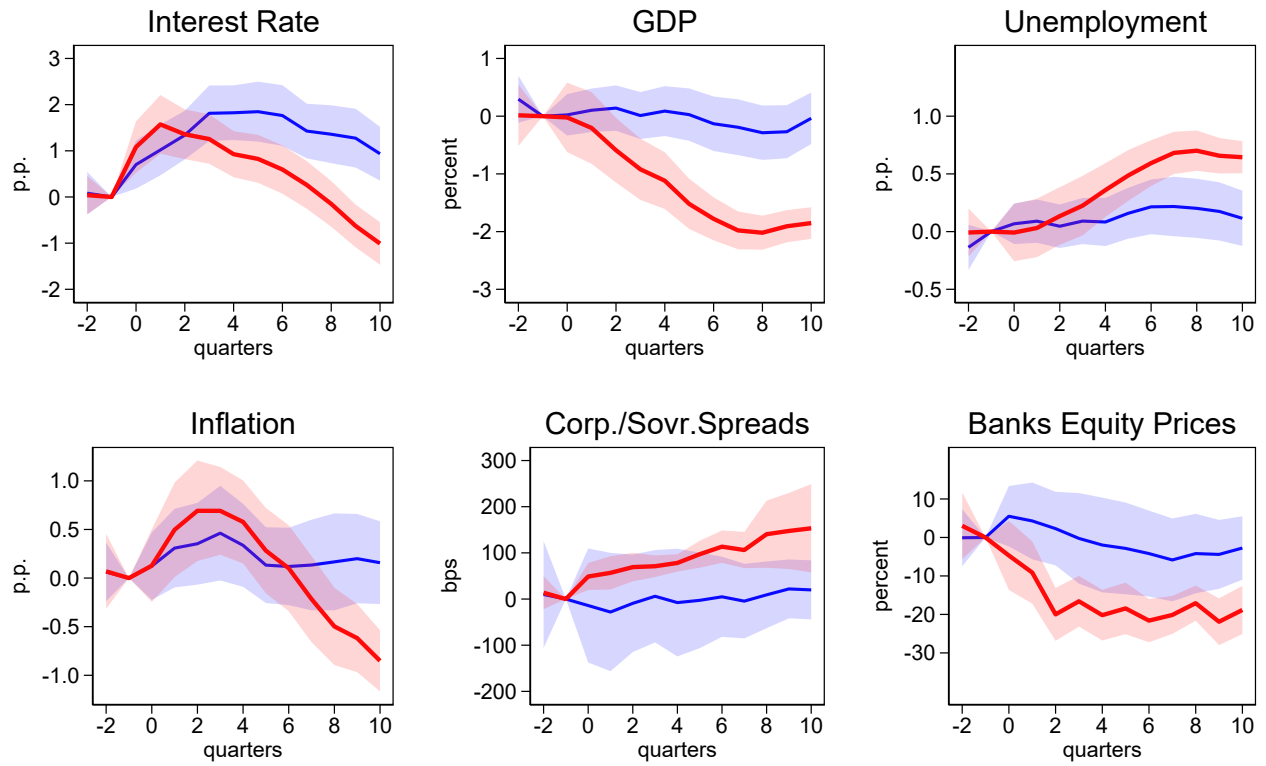 Interest Rate
GDP
Unemployment
3
2
1
0
-1
-2
p.p.
-2 0 2 4 6 8 10
quarters
1
0
-1
-2
-3
percent
-2 0 2 4 6 8 10
quarters
1.0
0.5
0.0
-0.5
p.p.
-2 0 2 4 6 8 10
quarters
Inflation
Corp./Sovr.Spreads
Banks Equity Prices
1.0
0.5
0.0
-0.5
-1.0
p.p.
-2 0 2 4 6 8 10
quarters
300
200
100
0
-100
-200
bps
-2 0 2 4 6 8 10
quarters
10
0
-10
-20
-30
percent
-2 0 2 4 6 8 10
quarters